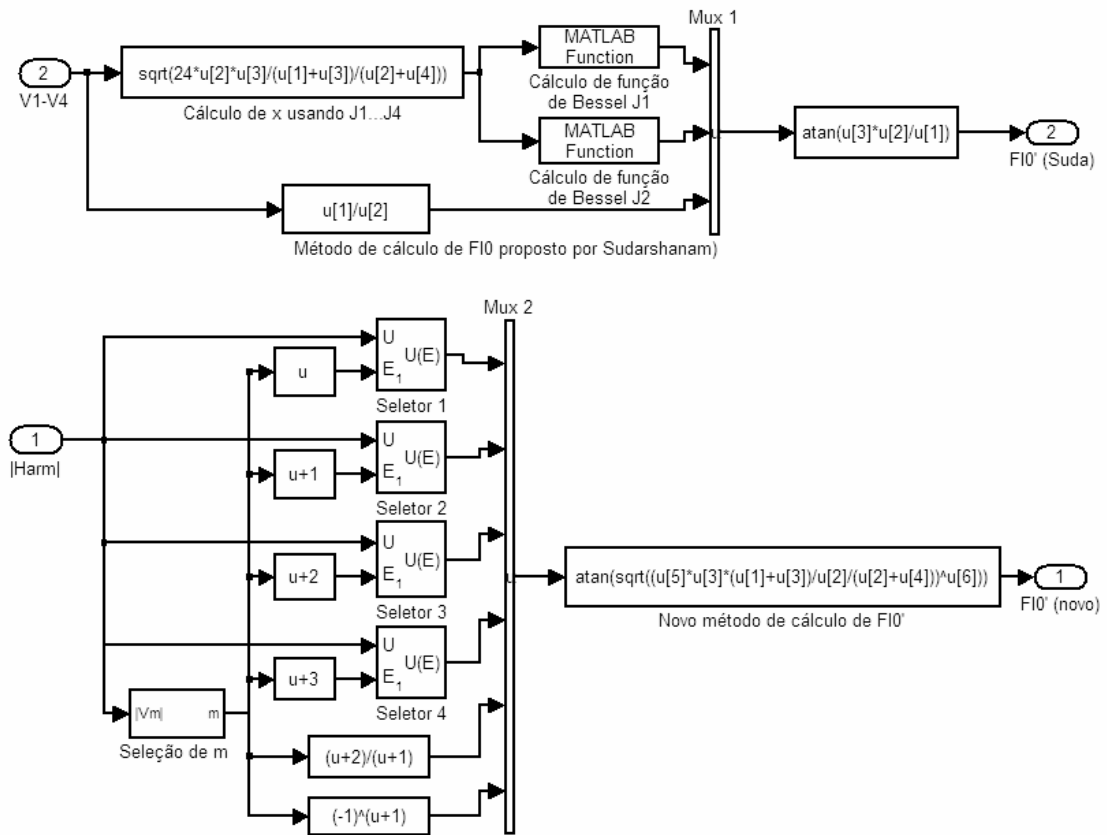 Mux 1
2
V1-V4
sqrt(24*u[2]*u[3]/(u[1]+u[3])/(u[2]+u[4]))
Cálculo de x usando J1...J4
MATLAB
Function
Cálculo de função
de Bessel J1
MATLAB
Function
Cálculo de função
de Bessel J2
u
atan(u[3]*u[2]/u[1])
2
FI0' (Suda)
u[1]/u[2]
Método de cálculo de FI0 proposto por Sudarshanam)
Mux 2
1
|Harm|
u
U
E1
U(E)
Seletor 1
u+1
U
E1
U(E)
Seletor 2
u+2
U
E1
U(E)
Seletor 3
u+3
U
E1
U(E)
Seletor 4
|Vm|
m
Seleção de m
(u+2)/(u+1)
(-1)^(u+1)
u
atan(sqrt((u[5]*u[3]*(u[1]+u[3])/u[2]/(u[2]+u[4]))^u[6]))
Novo método de cálculo de FI0'
1
FI0' (novo)